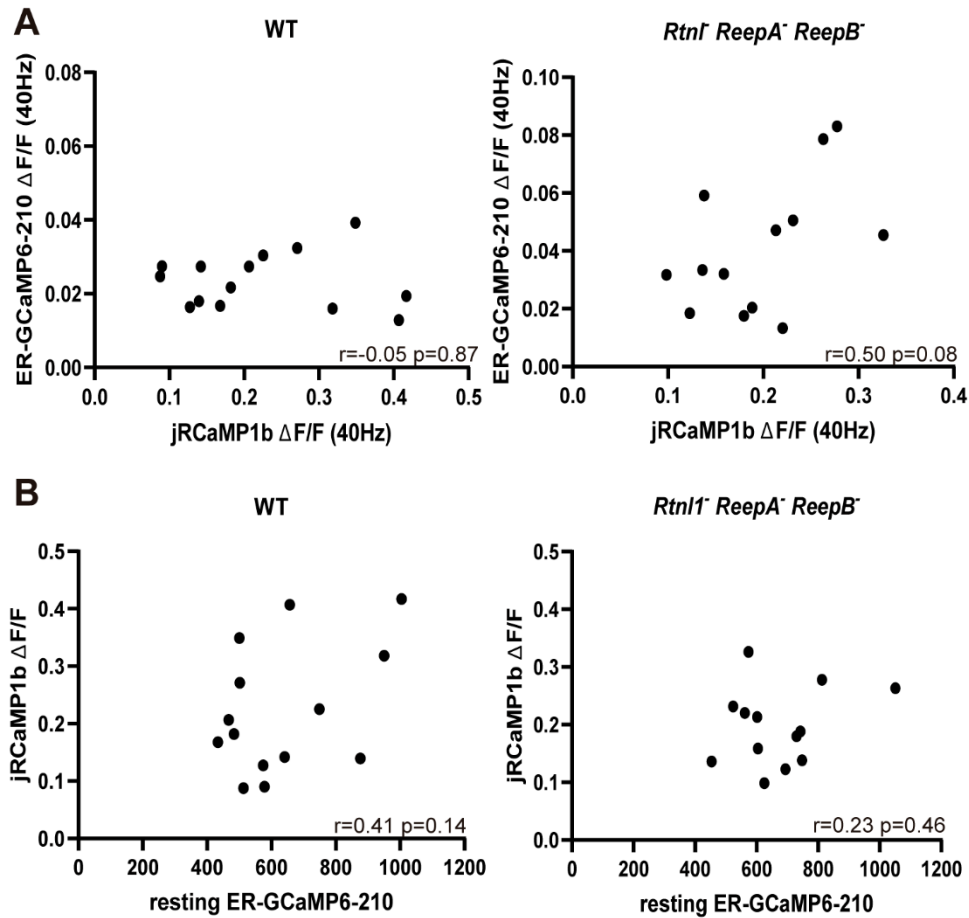 A
WT
Rtnl⁻ ReepA⁻ ReepB⁻
ER-GCaMP6-210 ΔF/F (40Hz)
0.08
0.06
0.04
0.02
0.00
r=-0.05 p=0.87
0.0 0.1 0.2 0.3 0.4 0.5
jRCaMP1b ΔF/F (40Hz)
ER-GCaMP6-210 ΔF/F (40Hz)
0.10
0.08
0.06
0.04
0.02
0.00
r=0.50 p=0.08
0.0 0.1 0.2 0.3 0.4
jRCaMP1b ΔF/F (40Hz)
B
WT
Rtnl1⁻ ReepA⁻ ReepB⁻
jRCaMP1b ΔF/F
0.5
0.4
0.3
0.2
0.1
0.0
r=0.41 p=0.14
0 200 400 600 800 1000 1200
resting ER-GCaMP6-210
jRCaMP1b ΔF/F
0.5
0.4
0.3
0.2
0.1
0.0
r=0.23 p=0.46
0 200 400 600 800 1000 1200
resting ER-GCaMP6-210